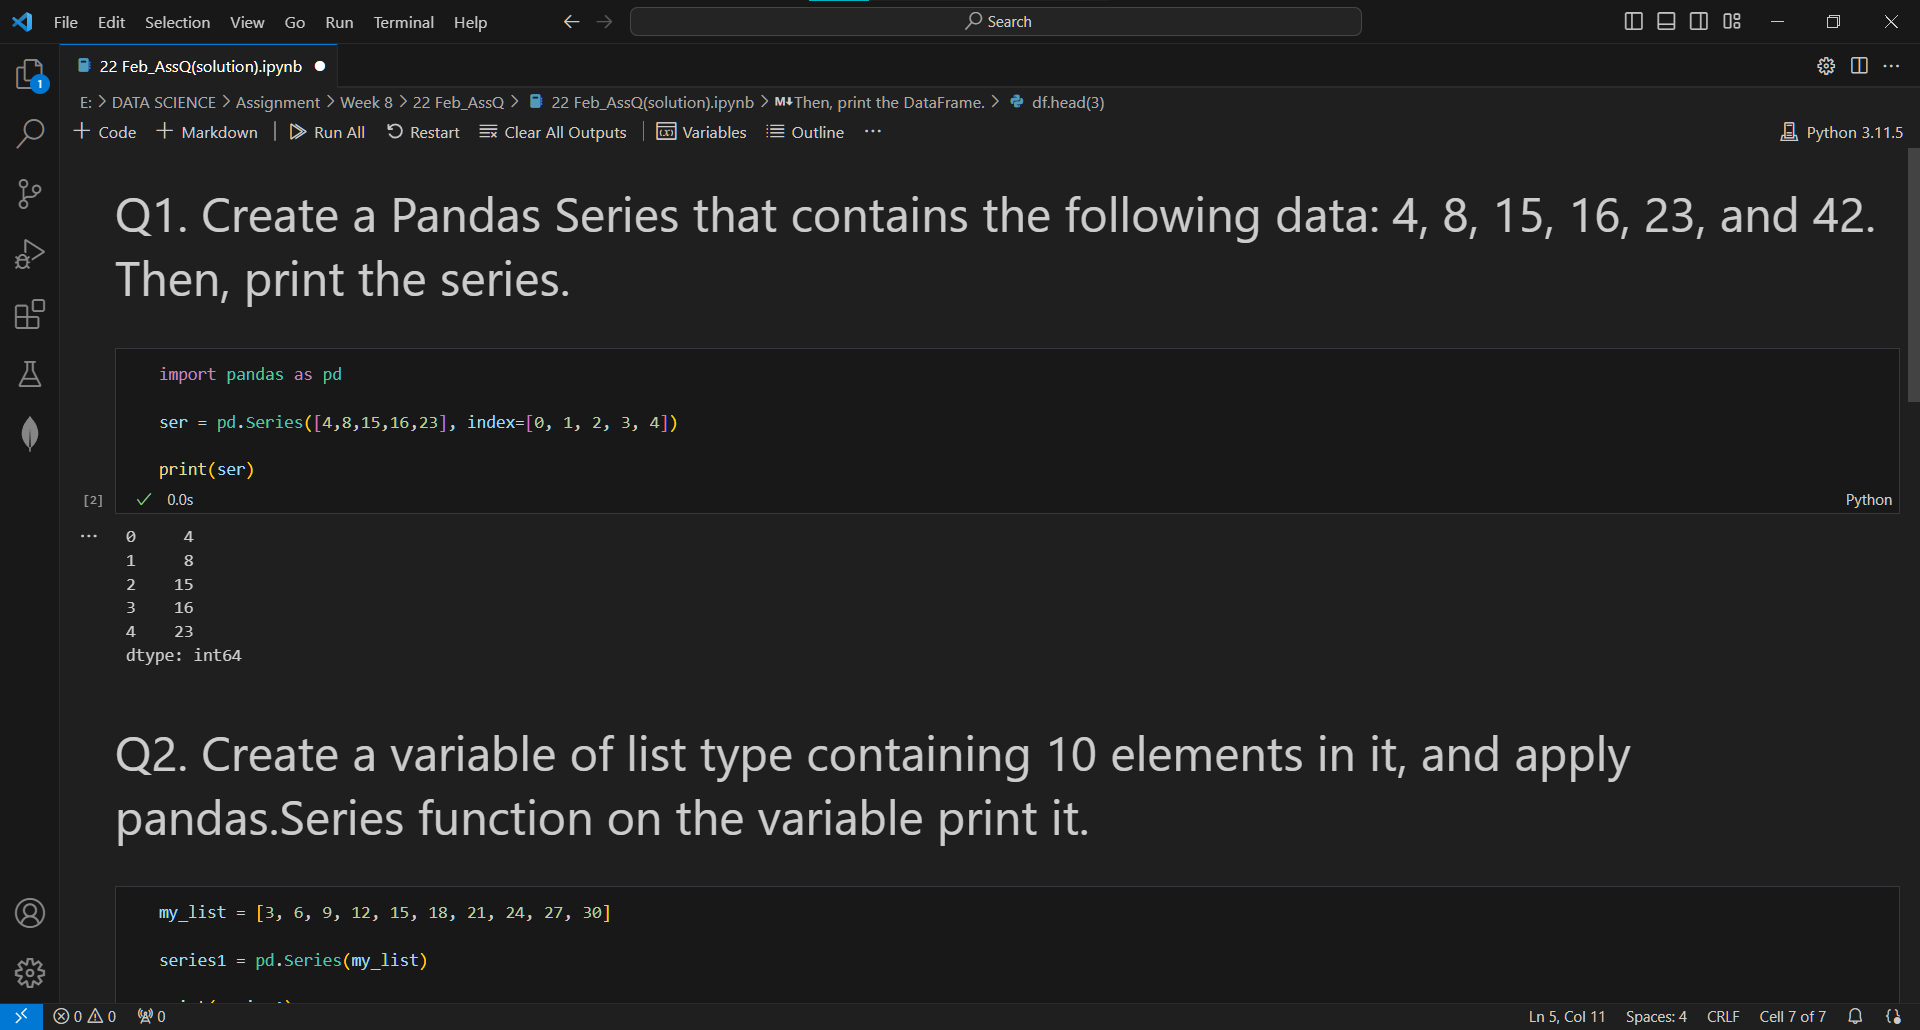 File Edit Selection View Go Run Terminal Help
Search
1
22 Feb_AssQ(solution).ipynb
E: > DATA SCIENCE > Assignment > Week 8 > 22 Feb_AssQ > 22 Feb_AssQ(solution).ipynb > M↓Then, print the DataFrame. > df.head(3)
+ Code + Markdown | Run All Restart Clear All Outputs | Variables Outline ···
Python 3.11.5
Q1. Create a Pandas Series that contains the following data: 4, 8, 15, 16, 23, and 42.
Then, print the series.
import pandas as pd
ser = pd.Series([4,8,15,16,23], index=[0, 1, 2, 3, 4])
print(ser)
[2] ✓ 0.0s
Python
0 4
1 8
2 15
3 16
4 23
dtype: int64
Q2. Create a variable of list type containing 10 elements in it, and apply
pandas.Series function on the variable print it.
my_list = [3, 6, 9, 12, 15, 18, 21, 24, 27, 30]
series1 = pd.Series(my_list)
0 0 0
Ln 5, Col 11 Spaces: 4 CRLF Cell 7 of 7